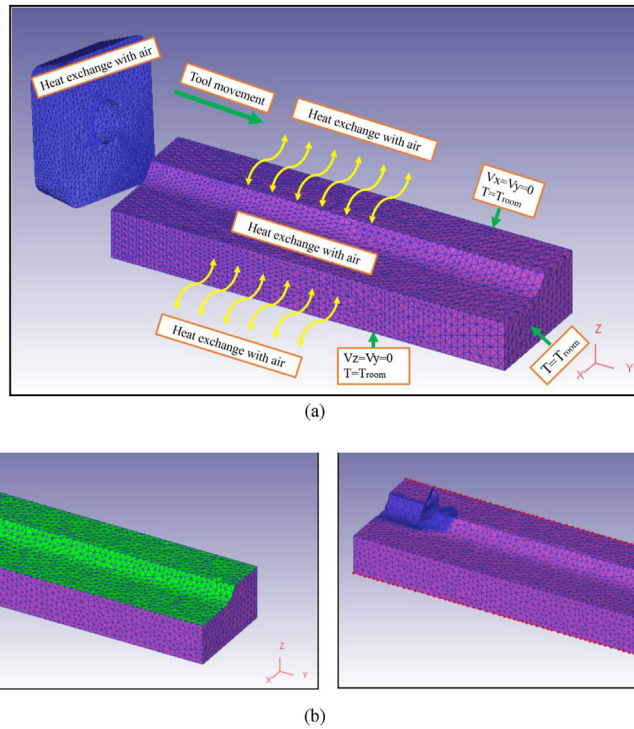 Heat exchange with air
Tool movement
Heat exchange with air
Vx=Vy=0
T=Troom
Heat exchange with air
Heat exchange with air
Vz=Vy=0
T=Troom
T=Troom
Z
X
Y
(a)
Z
X
Y
(b)